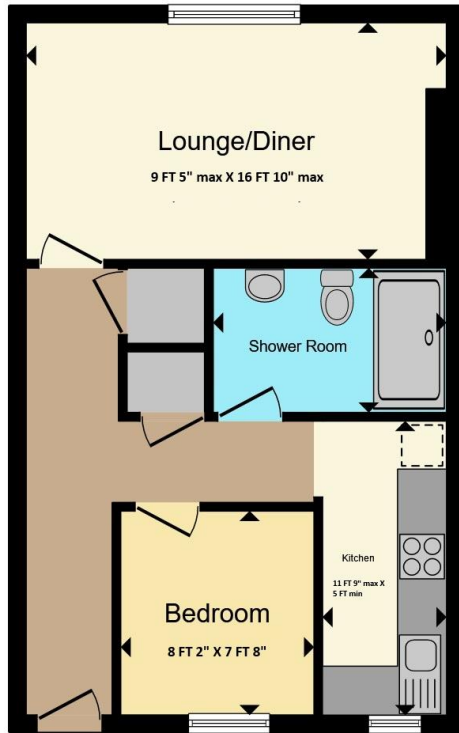 Lounge/Diner
9 FT 5" max X 16 FT 10" max
Shower Room
Kitchen
11 FT 9" max X
5 FT min
Bedroom
8 FT 2" X 7 FT 8"